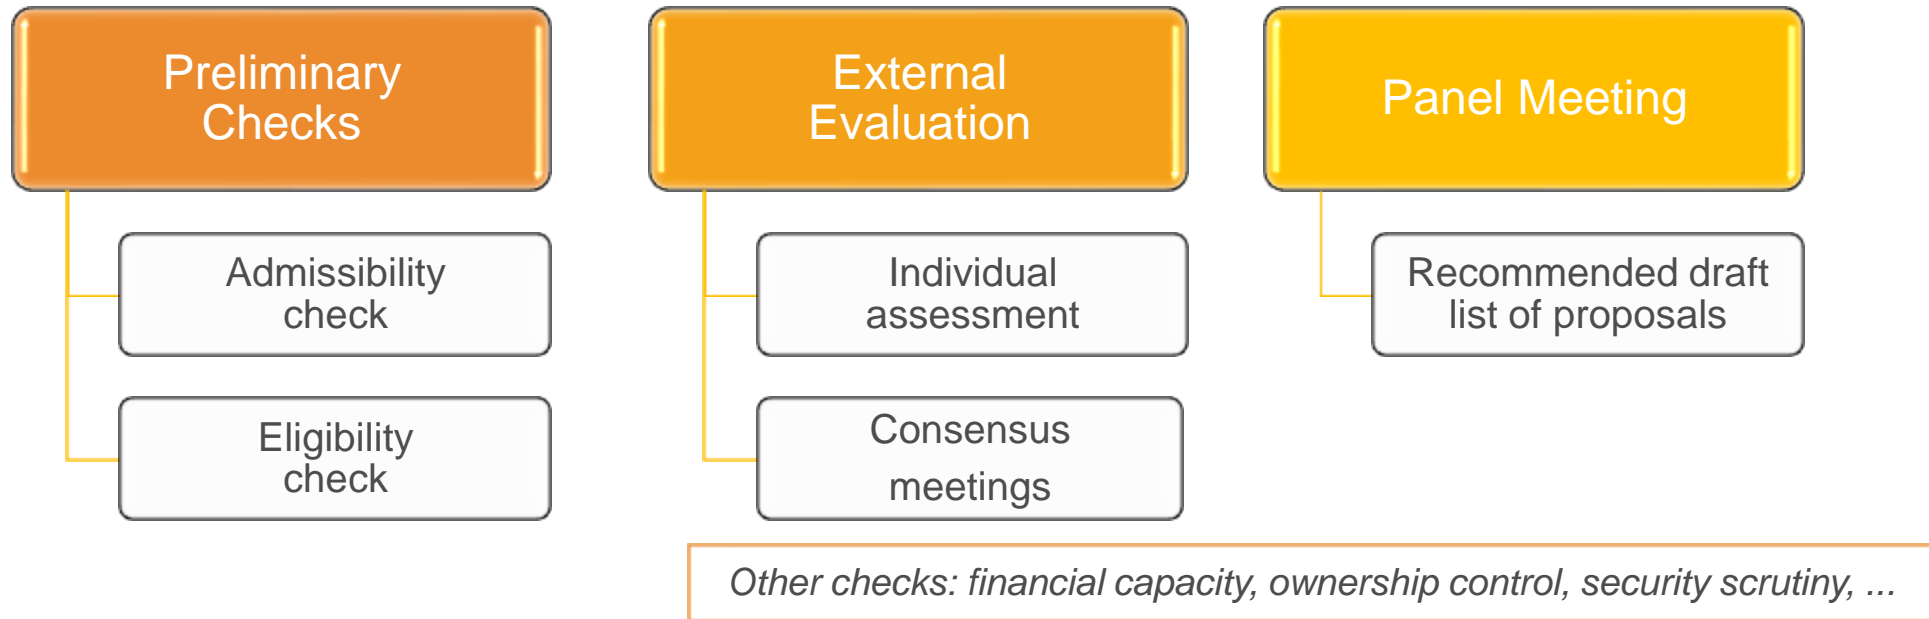 Preliminary
Checks
Admissibility
check
Eligibility
check
External
Evaluation
Individual
assessment
Consensus
meetings
Panel Meeting
Recommended draft
list of proposals
Other checks: financial capacity, ownership control, security scrutiny, ...